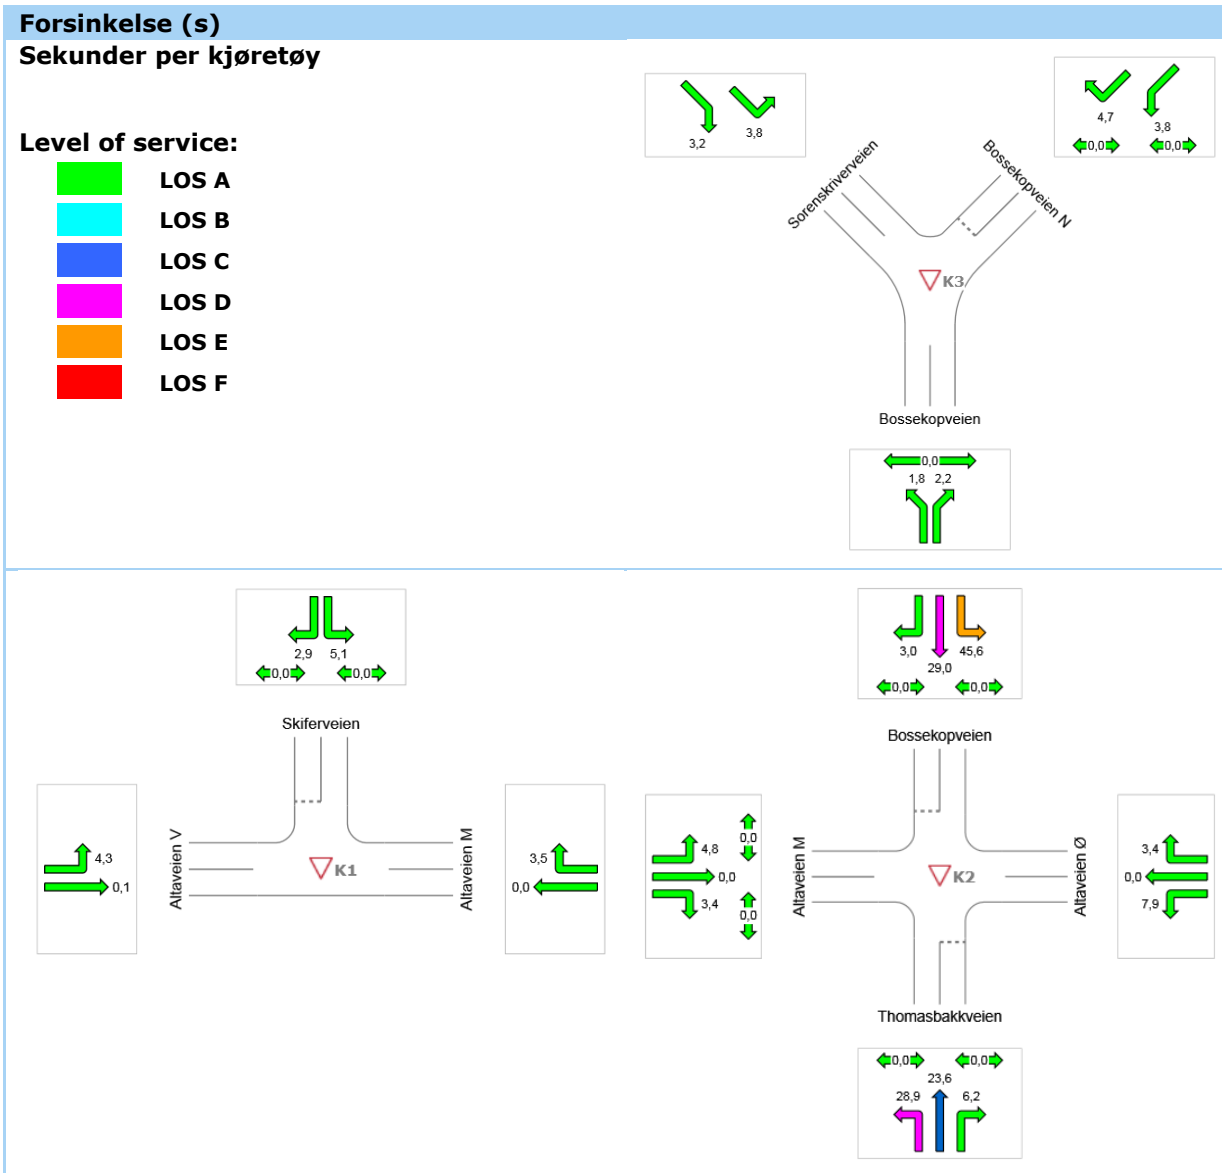 Forsinkelse (s)
Sekunder per kjøretøy
Level of service:
LOS A
LOS B
LOS C
LOS D
LOS E
LOS F
3,2
3,8
4,7
3,8
0,0
0,0
Sorenskriverveien
Bossekopveien N
K3
Bossekopveien
0,0
1,8 2,2
2,9 5,1
0,0
0,0
Skiferveien
4,3
0,1
Altaveien V
K1
Altaveien M
3,5
0,0
3,0
45,6
29,0
0,0
0,0
Bossekopveien
4,8
0,0
3,4
0,0
0,0
Altaveien M
K2
Altaveien Ø
3,4
0,0
7,9
Thomasbakkveien
0,0
0,0
23,6
28,9
6,2